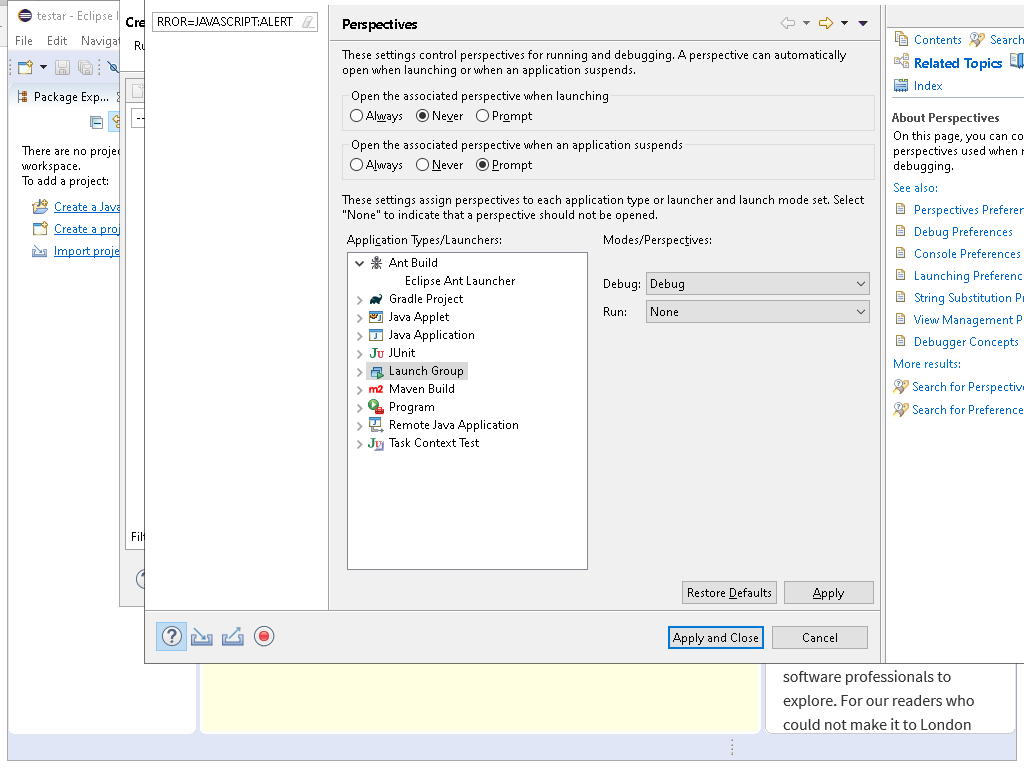 testar - Eclipse I
File Edit Navigat
Package Exp...
There are no projec
workspace.
To add a project:
Create a Java
Create a proj
Import proje
Cre
Ru
--
Filt
RROR=JAVASCRIPT:ALERT
Perspectives
These settings control perspectives for running and debugging. A perspective can automatically
open when launching or when an application suspends.
Open the associated perspective when launching
Always Never Prompt
Open the associated perspective when an application suspends
Always Never Prompt
These settings assign perspectives to each application type or launcher and launch mode set. Select
"None" to indicate that a perspective should not be opened.
Application Types/Launchers:
Ant Build
Eclipse Ant Launcher
Gradle Project
Java Applet
Java Application
JUnit
Launch Group
Maven Build
Program
Remote Java Application
Task Context Test
Modes/Perspectives:
Debug: Debug
Run: None
Restore Defaults Apply
Apply and Close Cancel
Contents Search
Related Topics
Index
About Perspectives
On this page, you can co
perspectives used when r
debugging.
See also:
Perspectives Preferen
Debug Preferences
Console Preferences
Launching Preferenc
String Substitution Pr
View Management P
Debugger Concepts
More results:
Search for Perspective
Search for Preference
software professionals to
explore. For our readers who
could not make it to London